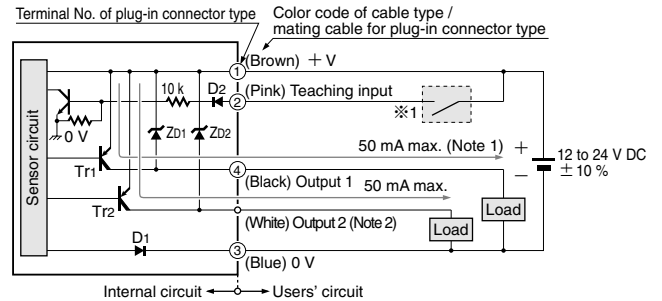 Terminal No. of plug-in connector type
Color code of cable type /
mating cable for plug-in connector type
Sensor circuit
1
(Brown) + V
10 k
D2
2
(Pink) Teaching input
※1
0 V
ZD1
ZD2
50 mA max. (Note 1)
+
−
12 to 24 V DC
± 10 %
Tr1
4
(Black) Output 1
50 mA max.
Load
Tr2
(White) Output 2 (Note 2)
Load
D1
3
(Blue) 0 V
Internal circuit
Users' circuit